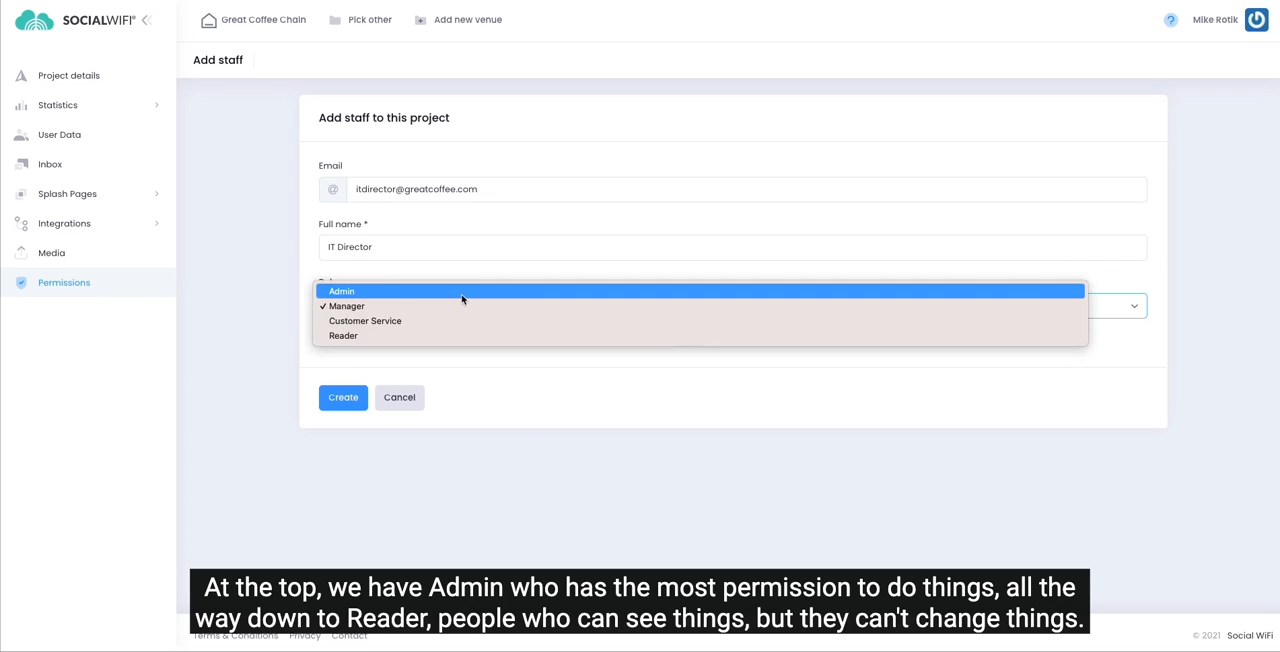 SOCIALWIFI®
Great Coffee Chain
Pick other
Add new venue
?
Mike Rotik
Add staff
Project details
Statistics
User Data
Inbox
Splash Pages
Integrations
Media
Permissions
Add staff to this project
Email
@ itdirector@greatcoffee.com
Full name *
IT Director
Admin
✓ Manager
Customer Service
Reader
Create
Cancel
At the top, we have Admin who has the most permission to do things, all the
way down to Reader, people who can see things, but they can't change things.
Terms & Conditions Privacy Contact
© 2021 Social WiFi